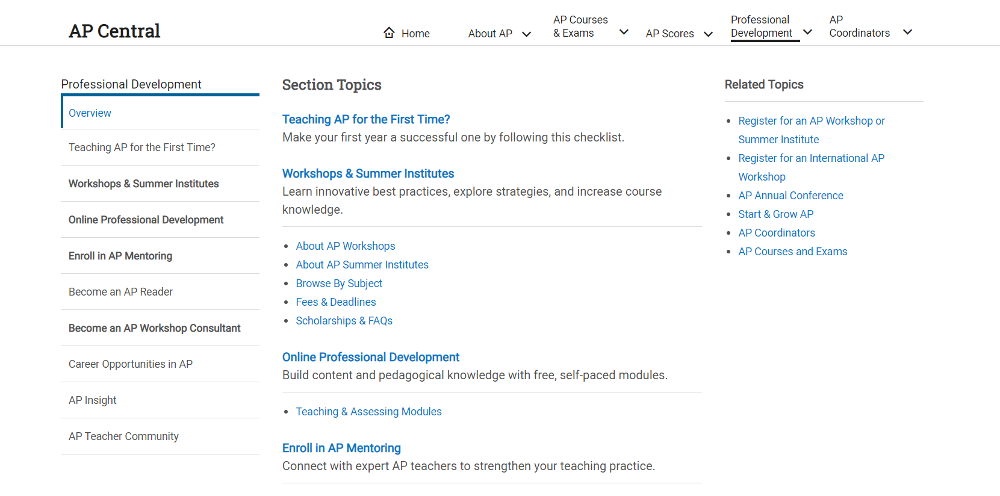 AP Central
Home
About AP
AP Courses
& Exams
AP Scores
Professional
Development
AP
Coordinators
Professional Development
Overview
Teaching AP for the First Time?
Workshops & Summer Institutes
Online Professional Development
Enroll in AP Mentoring
Become an AP Reader
Become an AP Workshop Consultant
Career Opportunities in AP
AP Insight
AP Teacher Community
Section Topics
Teaching AP for the First Time?
Make your first year a successful one by following this checklist.
Workshops & Summer Institutes
Learn innovative best practices, explore strategies, and increase course
knowledge.
About AP Workshops
About AP Summer Institutes
Browse By Subject
Fees & Deadlines
Scholarships & FAQs
Online Professional Development
Build content and pedagogical knowledge with free, self-paced modules.
Teaching & Assessing Modules
Enroll in AP Mentoring
Connect with expert AP teachers to strengthen your teaching practice.
Related Topics
Register for an AP Workshop or
Summer Institute
Register for an International AP
Workshop
AP Annual Conference
Start & Grow AP
AP Coordinators
AP Courses and Exams